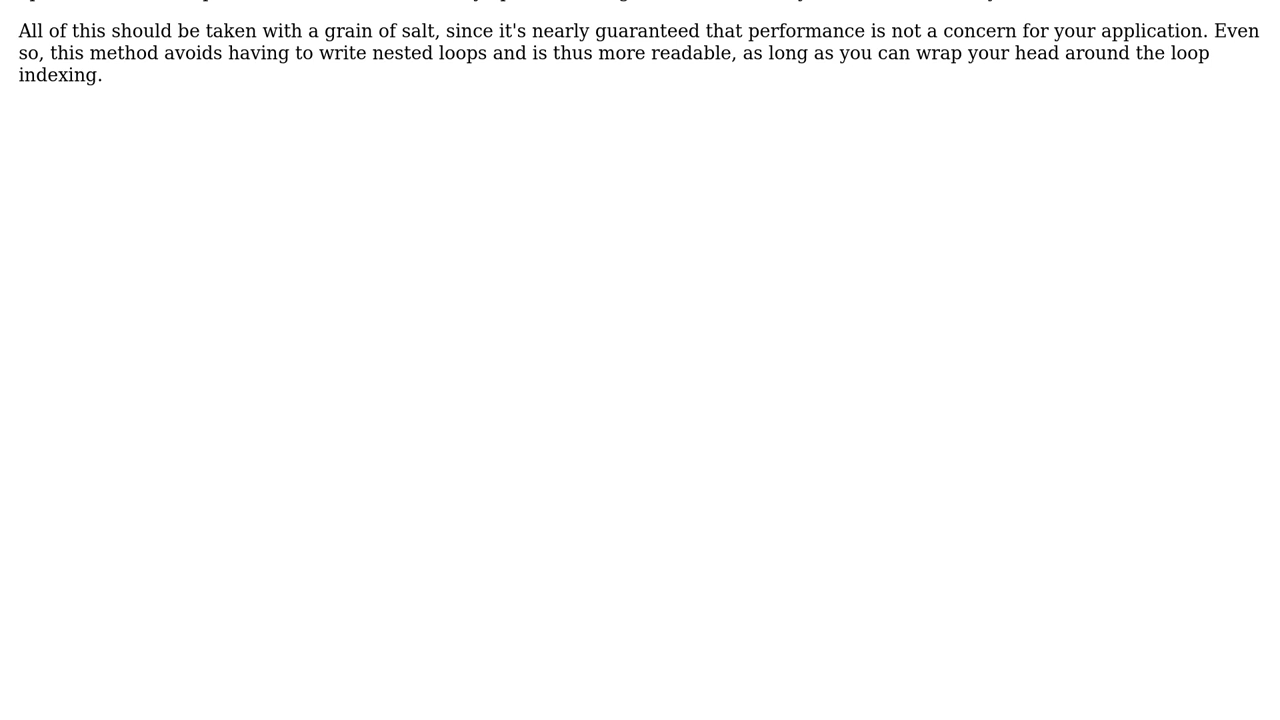 All of this should be taken with a grain of salt, since it's nearly guaranteed that performance is not a concern for your application. Even
so, this method avoids having to write nested loops and is thus more readable, as long as you can wrap your head around the loop
indexing.